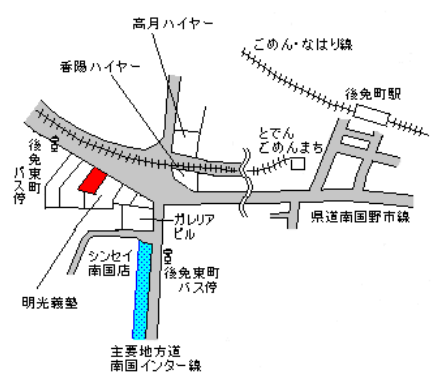 高月ハイヤー
ごめん・なはり線
香陽ハイヤー
後免町駅
とでん
ごめんまち
後免東町
バス停
ガレリア
ビル
県道南国野市線
シンセイ
南国店
後免東町
バス停
明光義塾
主要地方道
南国インター線